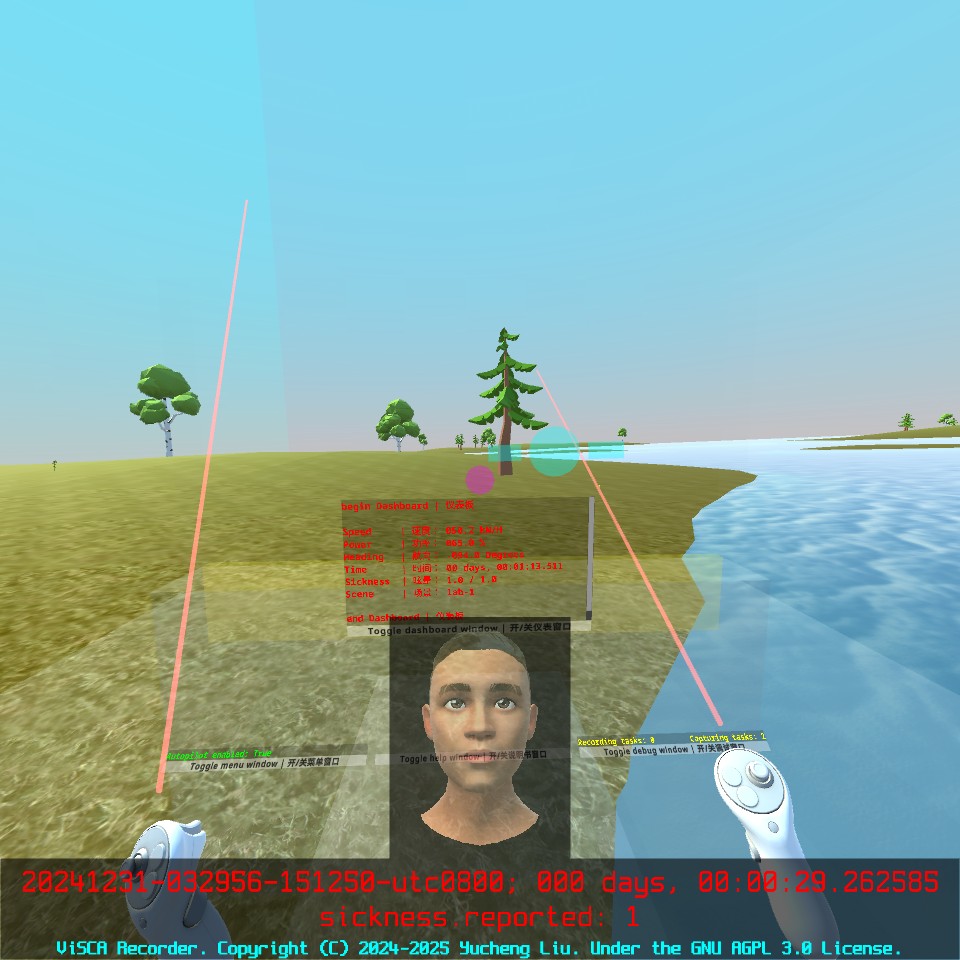 begin Dashboard | 仪表板
Speed | 速度:
Power
Heading
Time | 时间: 00 days, 00:01:13.511
Sickness | 眩晕: 1.0 / 1.0
Scene | 场景: lab-1
end Dashboard | 仪表板
Toggle dashboard window | 开/关仪表窗口
Autopilot enabled: True
Toggle menu window | 开/关菜单窗口
Toggle help window | 开/关说明书窗口
Recording tasks: 0 Capturing tasks: 2
Toggle debug window | 开/关调试窗口
20241231-032956-151250-utc0800; 000 days, 00:00:29.262585
sickness.reported: 1
ViSCA Recorder. Copyright (C) 2024-2025 Yucheng Liu. Under the GNU AGPL 3.0 License.